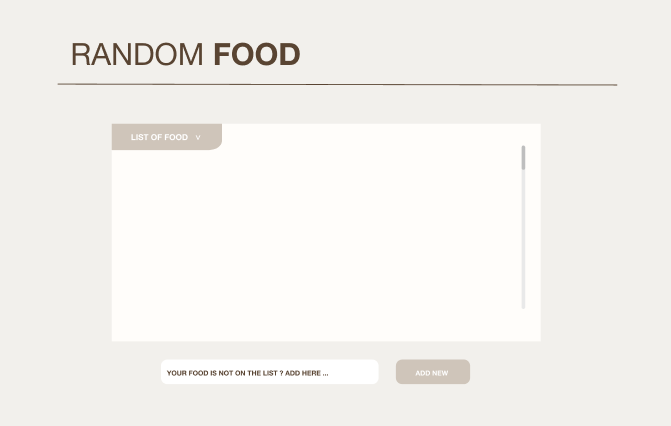 RANDOM FOOD
LIST OF FOOD v
YOUR FOOD IS NOT ON THE LIST ? ADD HERE ...
ADD NEW